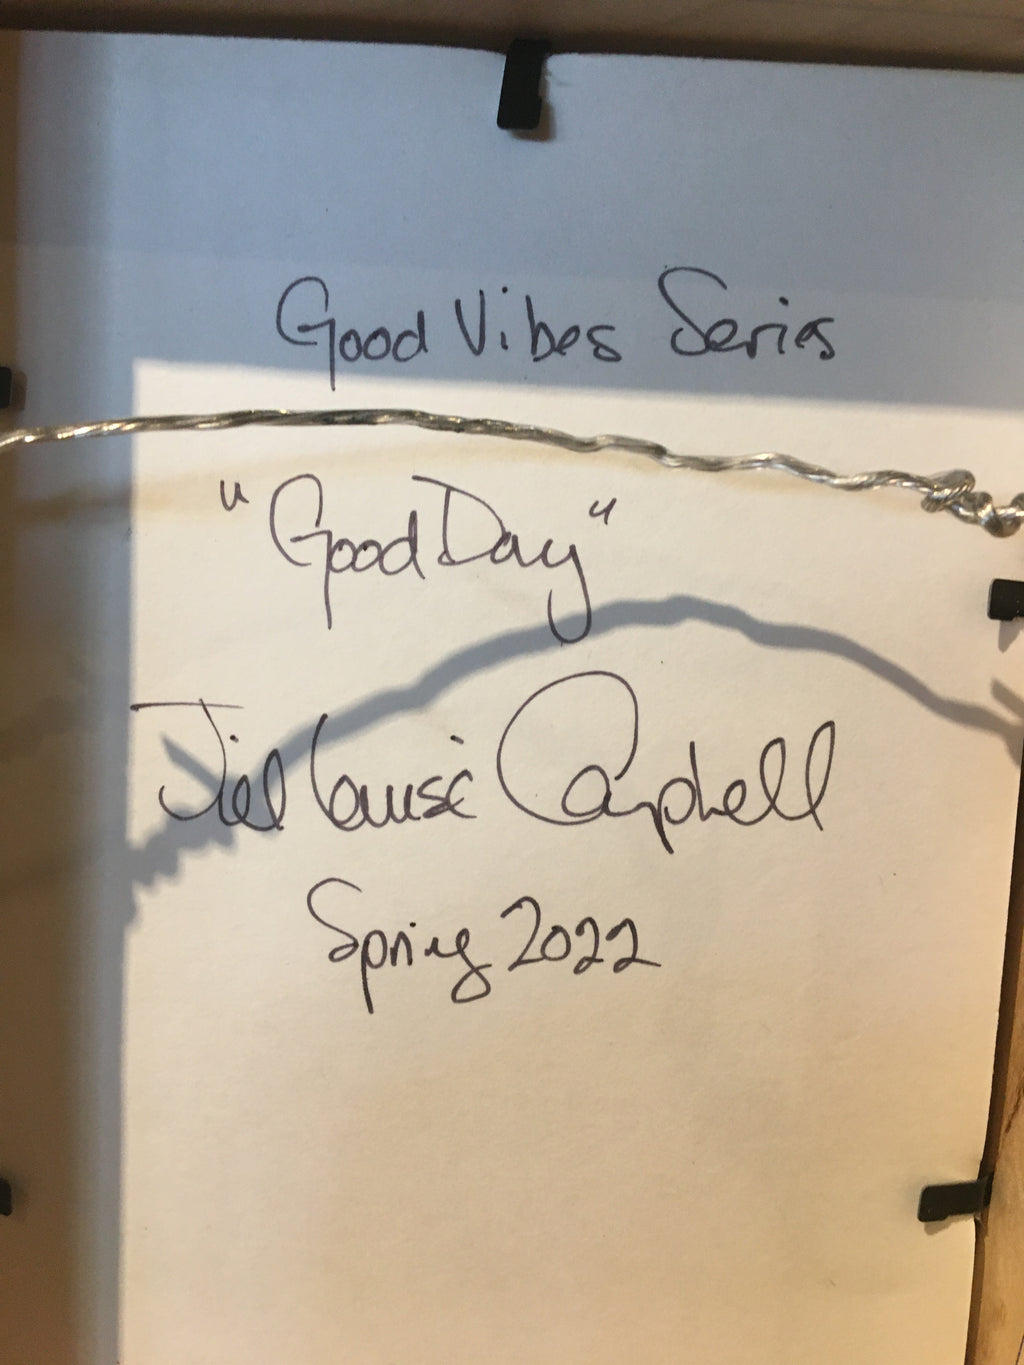 Good Vibes Series
"Good Day"
Jill Louise Campbell
Spring 2022